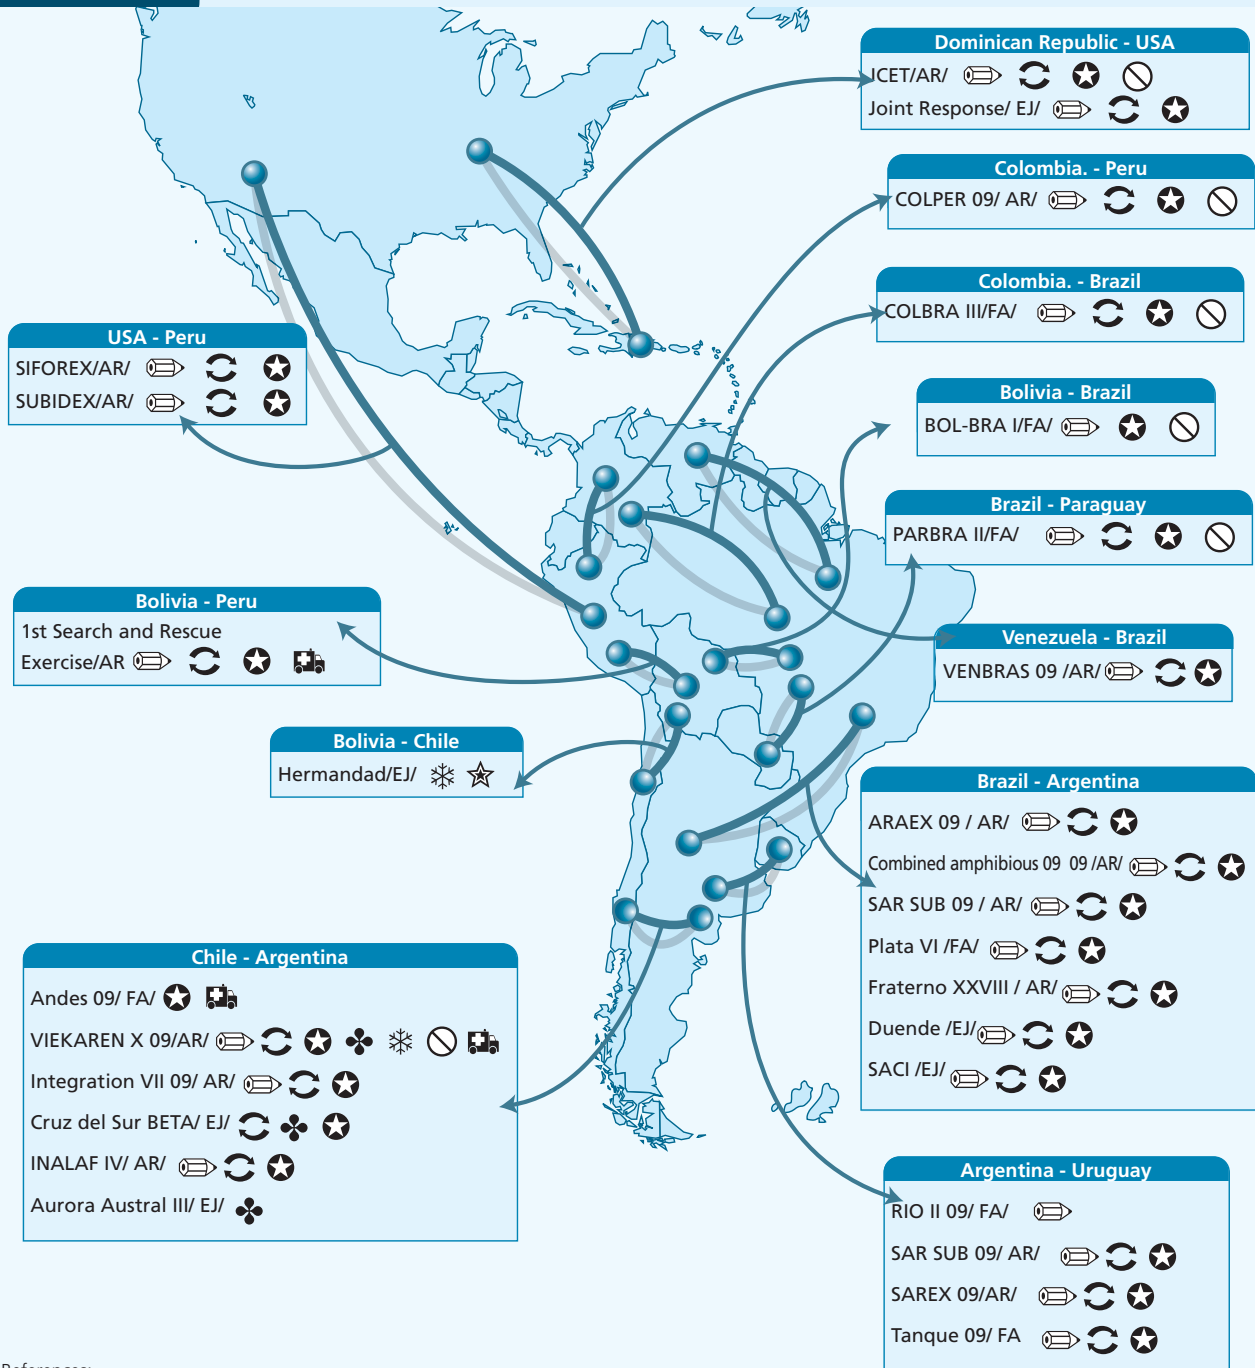 Dominican Republic - USA
JCET/AR/
Joint Response/ EJ/
Colombia. - Peru
COLPER 09/ AR/
Colombia. - Brazil
COLBRA III/FA/
USA - Peru
SIFOREX/AR/
SUBIDEX/AR/
Bolivia - Brazil
BOL-BRA I/FA/
Brazil - Paraguay
PARBRA II/FA/
Bolivia - Peru
1st Search and Rescue
Exercise/AR
Venezuela - Brazil
VENBRAS 09 /AR/
Bolivia - Chile
Hermandad/EJ/
Brazil - Argentina
ARAEX 09 / AR/
Combined amphibious 09 09 /AR/
SAR SUB 09 / AR/
Plata VI /FA/
Fraterno XXVIII / AR/
Duende /EJ/
SACI /EJ/
Chile - Argentina
Andes 09/ FA/
VIEKAREN X 09/AR/
Integration VII 09/ AR/
Cruz del Sur BETA/ EJ/
INALAF IV/ AR/
Aurora Austral III/ EJ/
Argentina - Uruguay
RIO II 09/ FA/
SAR SUB 09/ AR/
SAREX 09/AR/
Tanque 09/ FA
References: